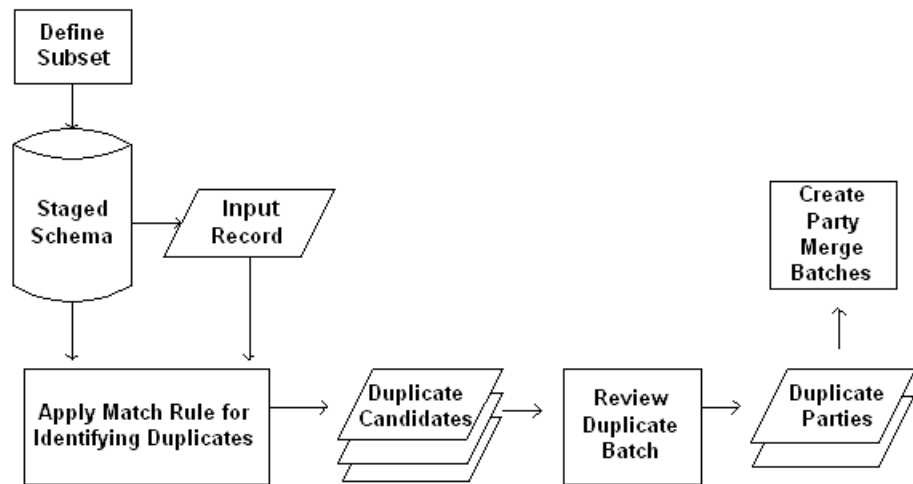 Define
Subset
Staged
Schema
Input
Record
Create
Party
Merge
Batches
Apply Match Rule for
Identifying Duplicates
Duplicate
Candidates
Review
Duplicate
Batch
Duplicate
Parties